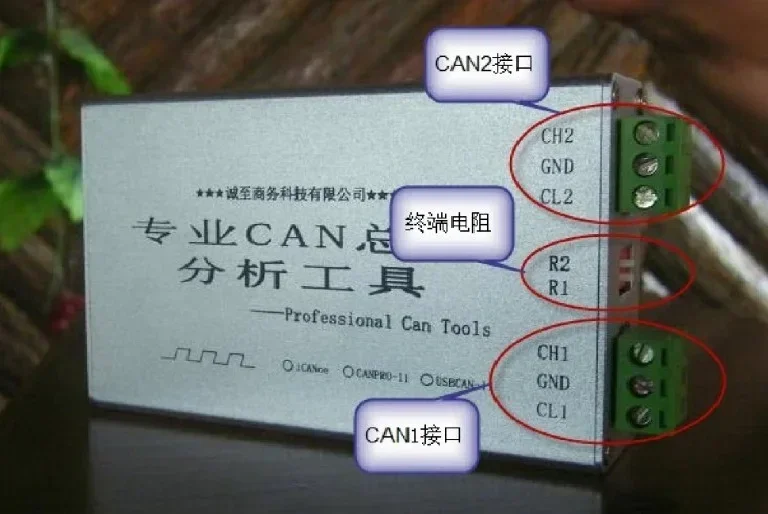 CAN2接口
CH2
GND
CL2
★★★诚至商务科技有限公司★★
终端电阻
专业CAN总
分析工具
R2
R1
——Professional Can Tools
CH1
GND
CL1
iCANoe
CANPRO-II
USBCAN-
CAN1接口